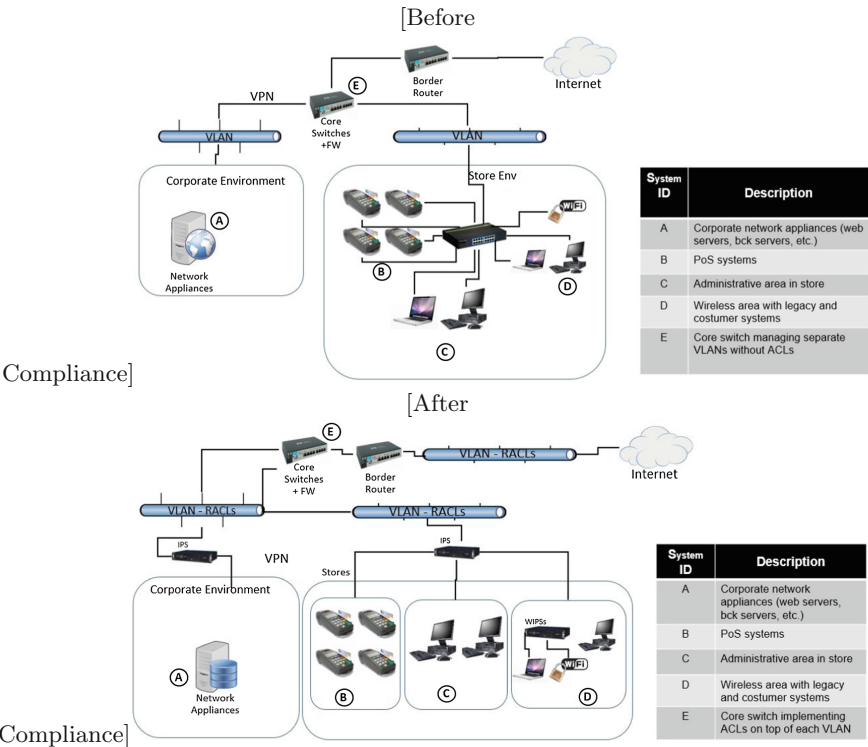 [Before
Internet
Border
Router
E
VPN
Core
Switches
+FW
VLAN
VLAN
Corporate Environment
Store Env
A
Network
Appliances
WiFi
B
D
C
System
ID
Description
A
Corporate network appliances (web
servers, bck servers, etc.)
B
PoS systems
C
Administrative area in store
D
Wireless area with legacy and
costumer systems
E
Core switch managing separate
VLANs without ACLs
Compliance]
[After
E
Core
Switches
+ FW
Border
Router
VLAN - RACLs
Internet
VLAN - RACLs
VLAN - RACLs
IPS
IPS
VPN
Stores
Corporate Environment
WIPSs
WiFi
A
Network
Appliances
B
C
D
System
ID
Description
A
Corporate network
appliances (web servers,
bck servers, etc.)
B
PoS systems
C
Administrative area in store
D
Wireless area with legacy
and costumer systems
E
Core switch implementing
ACLs on top of each VLAN
Compliance]